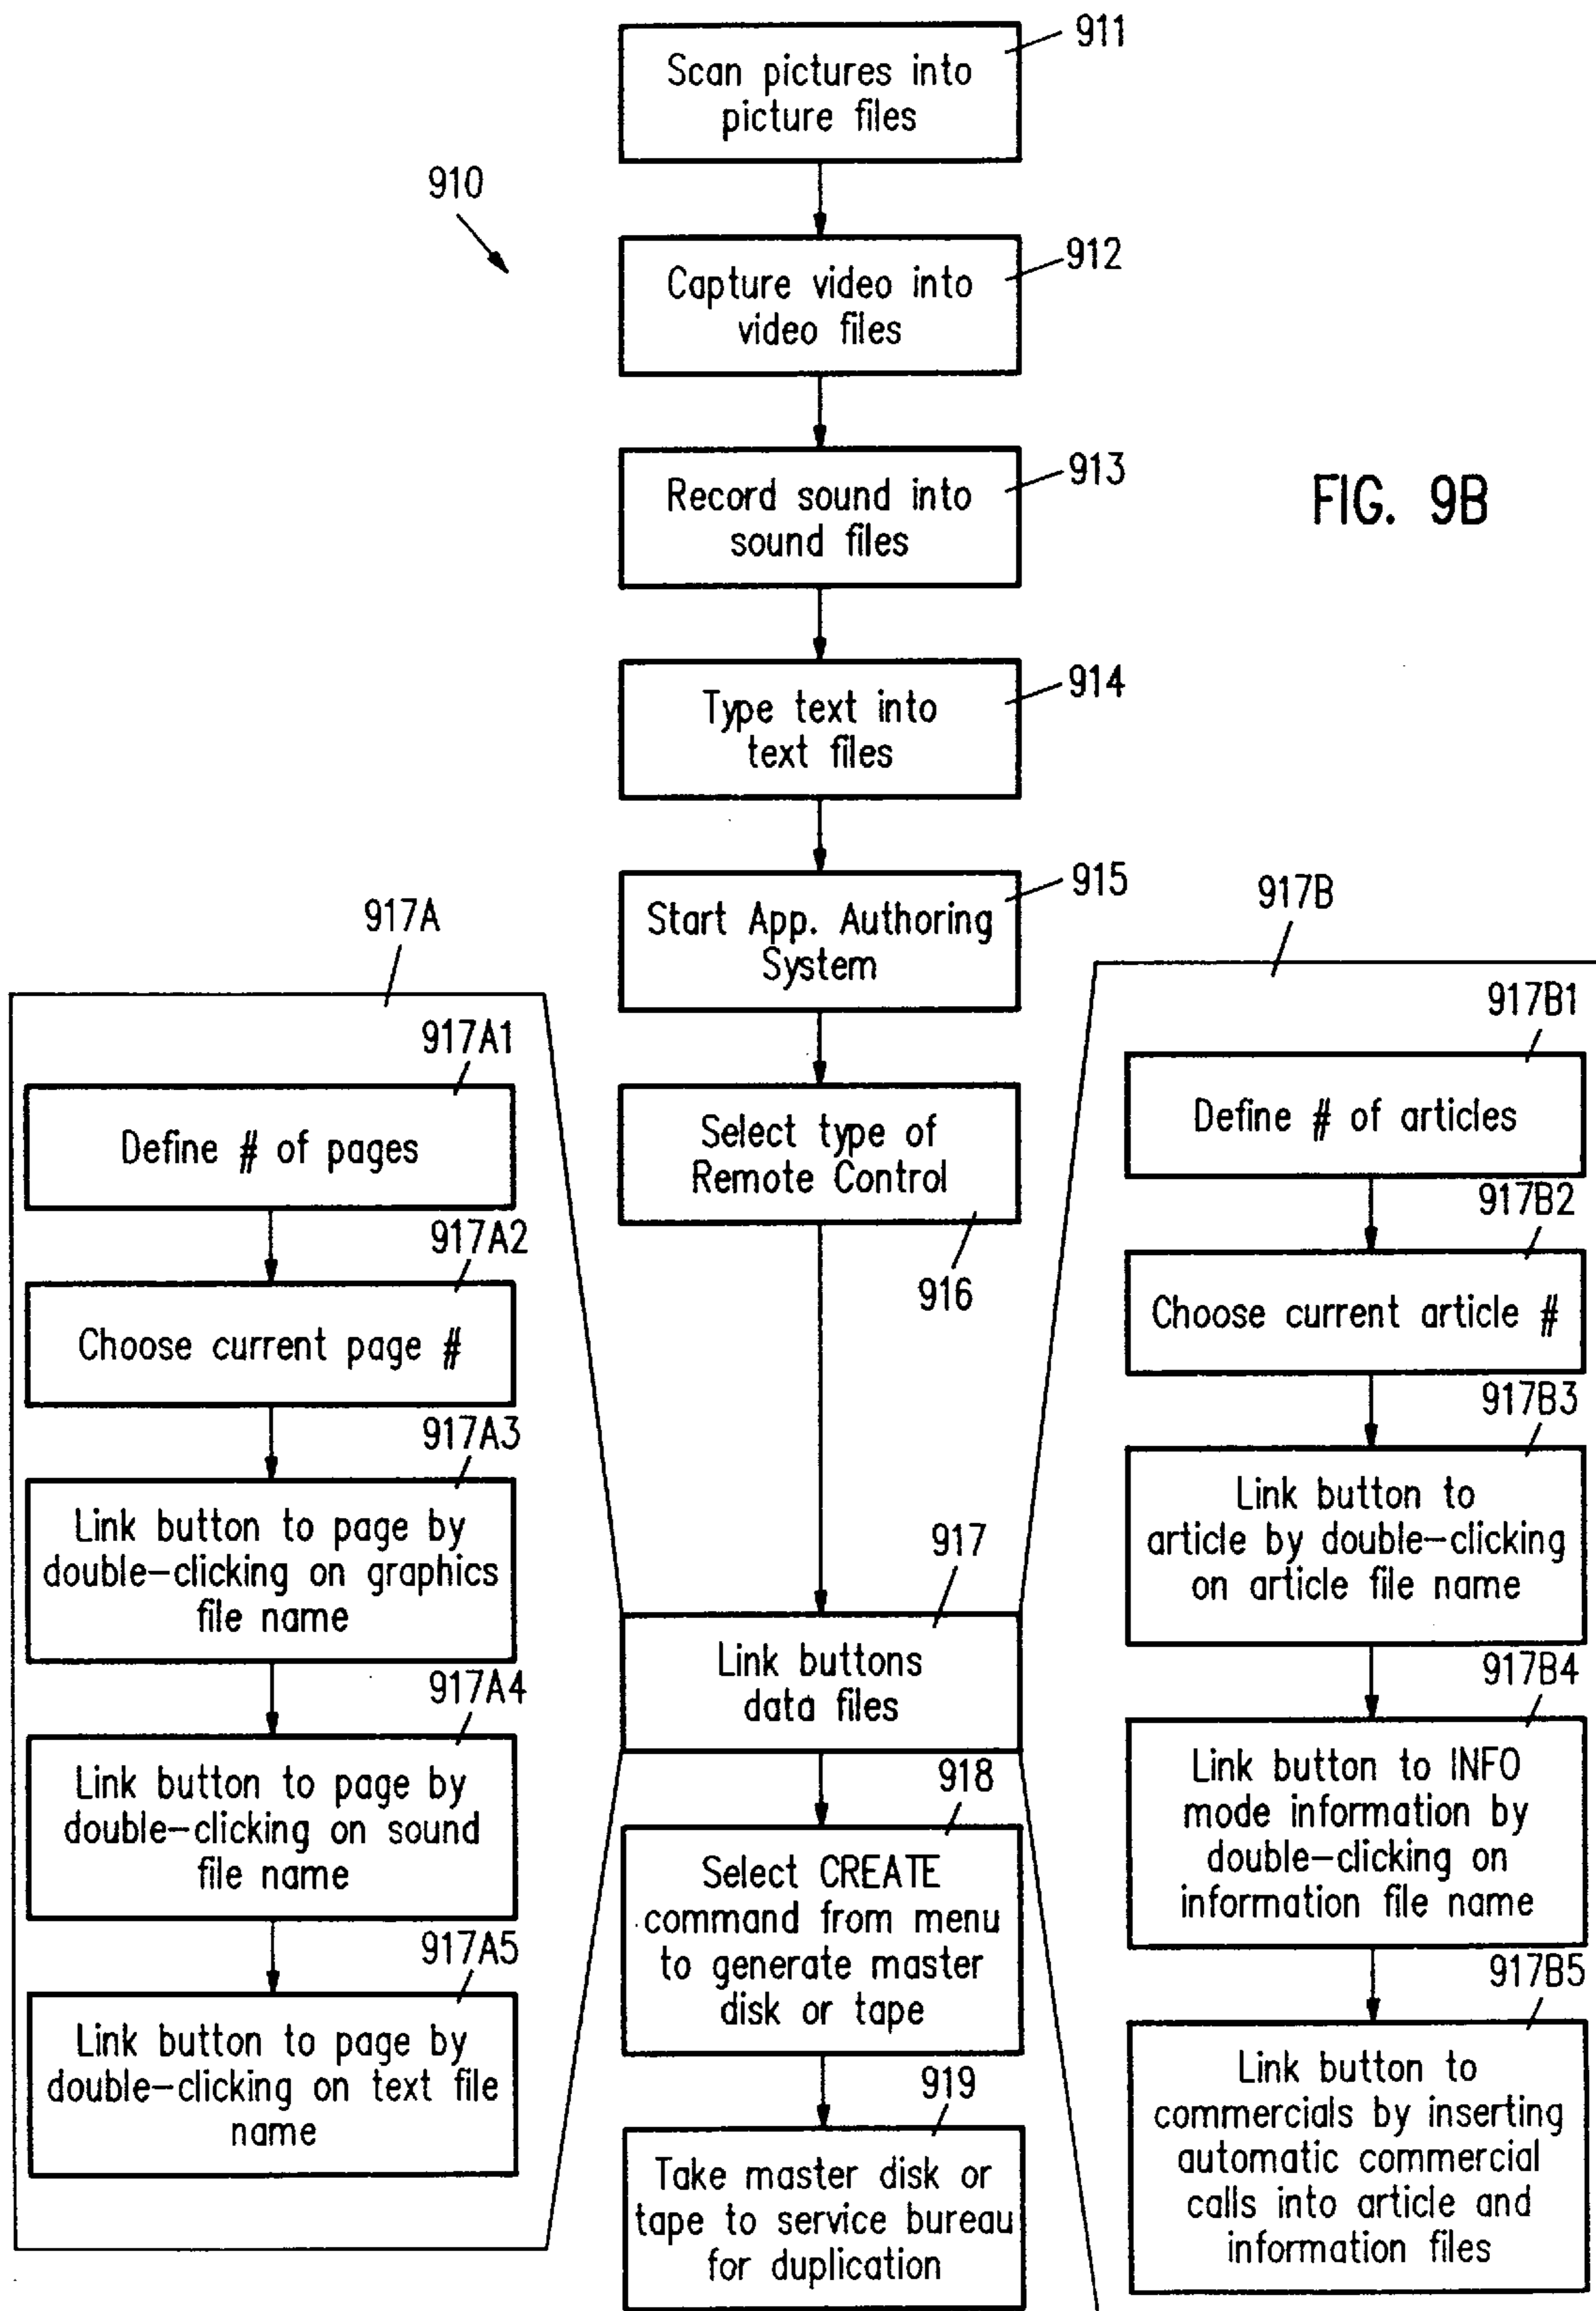 911
Scan pictures into
picture files
910
912
Capture video into
video files
913
Record sound into
sound files
FIG. 9B
914
Type text into
text files
915
Start App. Authoring
System
Select type of
Remote Control
916
917
Link buttons
data files
918
Select CREATE
command from menu
to generate master
disk or tape
919
Take master disk or
tape to service bureau
for duplication
917A
917A1
Define # of pages
917A2
Choose current page #
917A3
Link button to page by
double-clicking on graphics
file name
917A4
Link button to page by
double-clicking on sound
file name
917A5
Link button to page by
double-clicking on text file
name
917B
917B1
Define # of articles
917B2
Choose current article #
917B3
Link button to
article by double-clicking
on article file name
917B4
Link button to INFO
mode information by
double-clicking on
information file name
917B5
Link button to
commercials by inserting
automatic commercial
calls into article and
information files